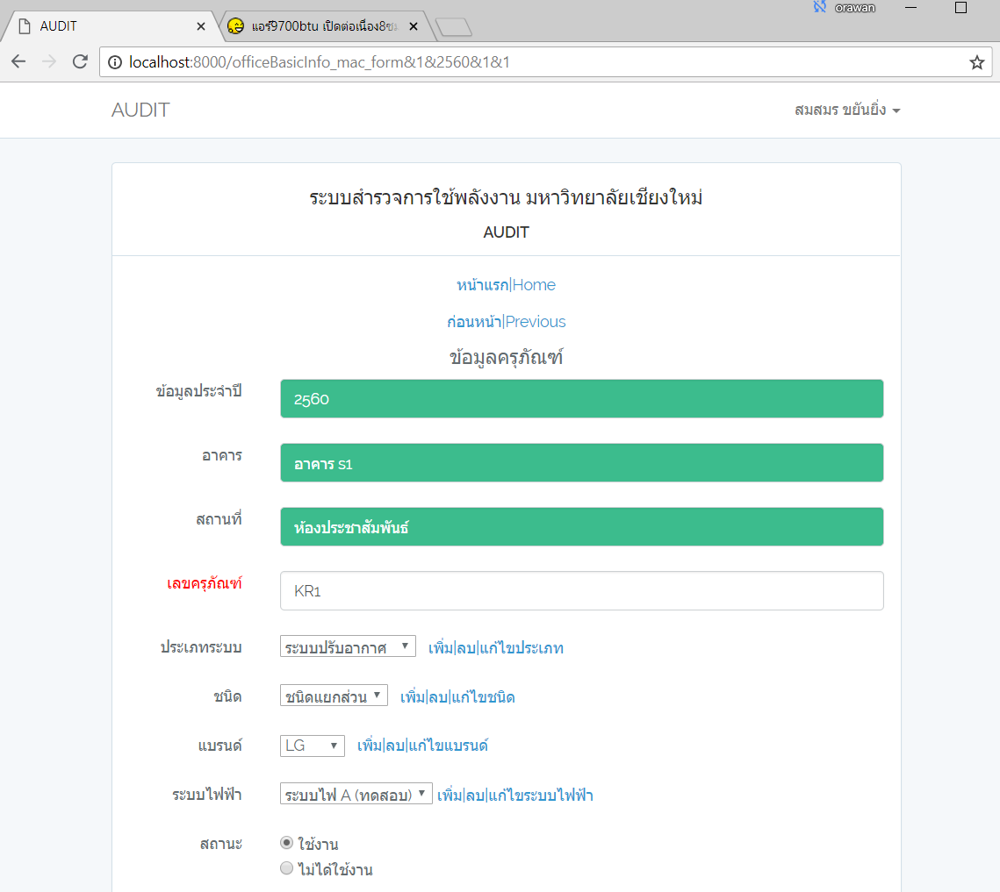 orawan
AUDIT
แอร์9700btu เปิดต่อเนื่อง8ชม
localhost:8000/officeBasicInfo_mac_form&1&2560&1&1
AUDIT
สมสมร ขยันยิ่ง
ระบบสำรวจการใช้พลังงาน มหาวิทยาลัยเชียงใหม่
AUDIT
หน้าแรก|Home
ก่อนหน้า|Previous
ข้อมูลครุภัณฑ์
ข้อมูลประจำปี 2560
อาคาร อาคาร s1
สถานที่ ห้องประชาสัมพันธ์
เลขครุภัณฑ์ KR1
ประเภทระบบ ระบบปรับอากาศ เพิ่ม|ลบ|แก้ไขประเภท
ชนิด ชนิดแยกส่วน เพิ่ม|ลบ|แก้ไขชนิด
แบรนด์ LG เพิ่ม|ลบ|แก้ไขแบรนด์
ระบบไฟฟ้า ระบบไฟ A (ทดสอบ) เพิ่ม|ลบ|แก้ไขระบบไฟฟ้า
สถานะ ใช้งาน
ไม่ได้ใช้งาน